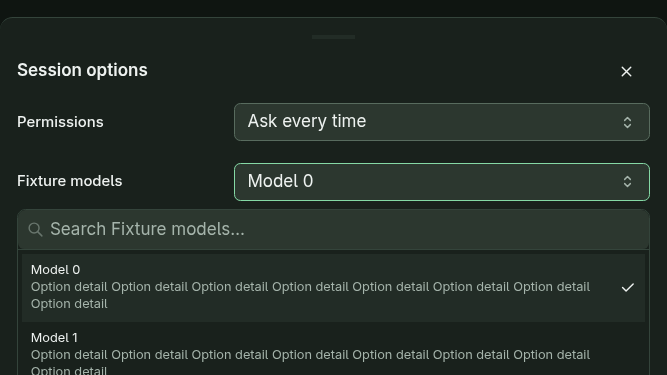 Session options
Permissions
Ask every time
Fixture models
Model 0
Search Fixture models...
Model 0
Option detail Option detail Option detail Option detail Option detail Option detail Option detail
Option detail
Model 1
Option detail Option detail Option detail Option detail Option detail Option detail Option detail
Option detail